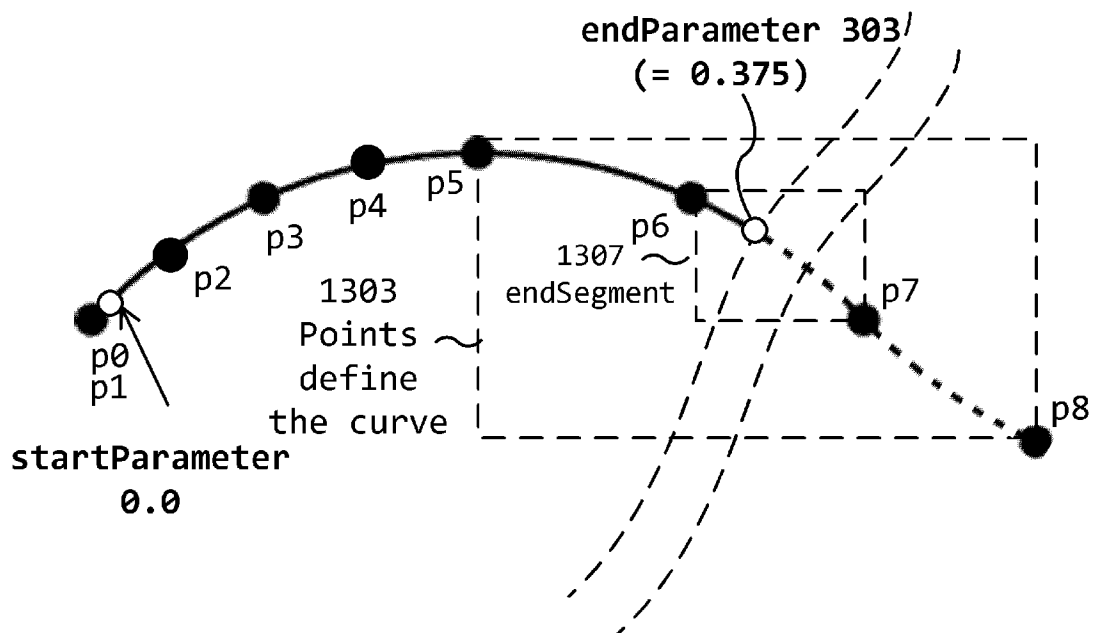 endParameter 303
(= 0.375)
p5
p4
p3
p2
p6
1307
endSegment
p7
1303
Points
define
the curve
p0
p1
p8
startParameter
0.0